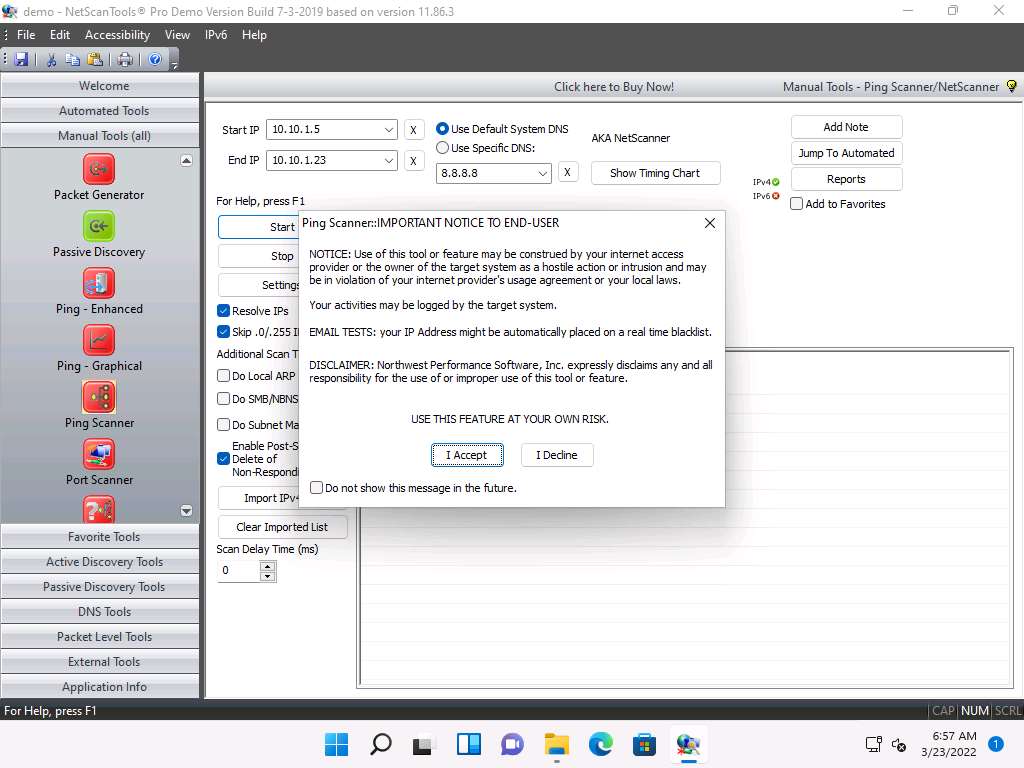 demo - NetScanTools® Pro Demo Version Build 7-3-2019 based on version 11.86.3
File Edit Accessibility View IPv6 Help
Welcome
Automated Tools
Manual Tools (all)
Packet Generator
Passive Discovery
Ping - Enhanced
Ping - Graphical
Ping Scanner
Port Scanner
Favorite Tools
Active Discovery Tools
Passive Discovery Tools
DNS Tools
Packet Level Tools
External Tools
Application Info
Click here to Buy Now!
Manual Tools - Ping Scanner/NetScanner
Start IP 10.10.1.5 X
End IP 10.10.1.23 X
Use Default System DNS
Use Specific DNS:
8.8.8.8 X
AKA NetScanner
Show Timing Chart
IPv4
IPv6
Add Note
Jump To Automated
Reports
Add to Favorites
For Help, press F1
Start
Stop
Settings
Resolve IPs
Skip .0/.255 I
Additional Scan T
Do Local ARP
Do SMB/NBNS
Do Subnet Ma
Enable Post-S
Delete of
Non-Respondi
Import IPv4
Clear Imported List
Scan Delay Time (ms)
0
Ping Scanner::IMPORTANT NOTICE TO END-USER
NOTICE: Use of this tool or feature may be construed by your internet access
provider or the owner of the target system as a hostile action or intrusion and may
be in violation of your internet provider's usage agreement or your local laws.
Your activities may be logged by the target system.
EMAIL TESTS: your IP Address might be automatically placed on a real time blacklist.
DISCLAIMER: Northwest Performance Software, Inc. expressly disclaims any and all
responsibility for the use of or improper use of this tool or feature.
USE THIS FEATURE AT YOUR OWN RISK.
I Accept
I Decline
Do not show this message in the future.
For Help, press F1
CAP NUM SCRL
6:57 AM
3/23/2022
1